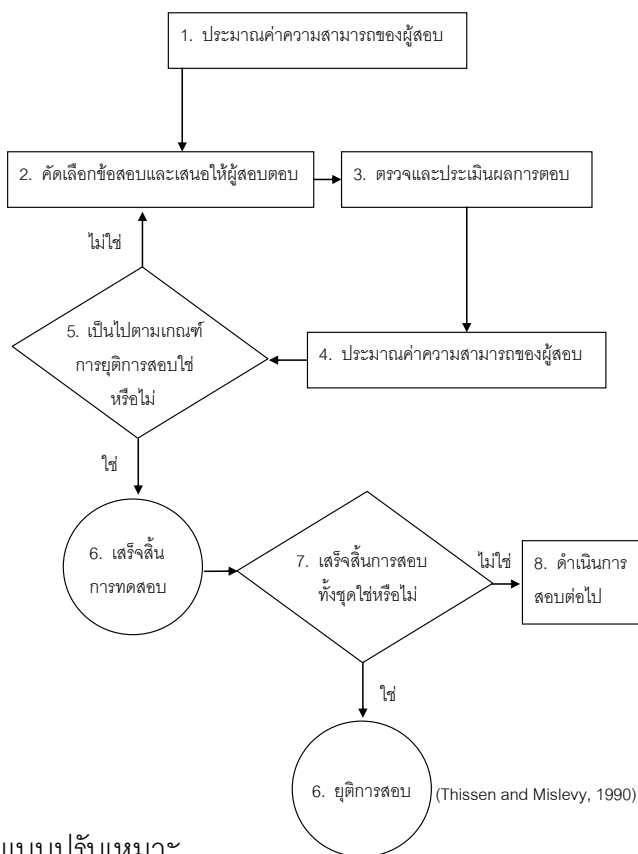 1. ประมาณค่าความสามารถของผู้สอบ
2. คัดเลือกข้อสอบและเสนอให้ผู้สอบตอบ
3. ตรวจและประเมินผลการตอบ
ไม่ใช่
5. เป็นไปตามเกณฑ์
การยุติการสอบใช่
หรือไม่
4. ประมาณค่าความสามารถของผู้สอบ
ใช่
6. เสร็จสิ้น
การทดสอบ
7. เสร็จสิ้นการสอบ
ทั้งชุดใช่หรือไม่
ไม่ใช่
8. ดำเนินการ
สอบต่อไป
ใช่
6. ยุติการสอบ
(Thissen and Mislevy, 1990)
แบบปรับเหมาะ